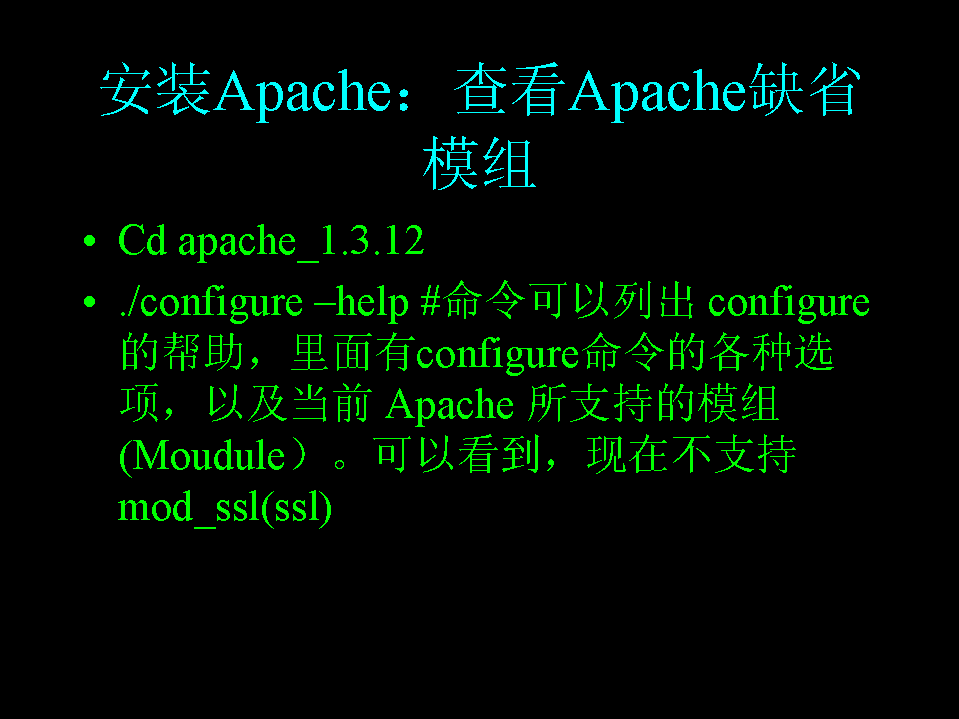 安装Apache：查看Apache缺省
模组
• Cd apache_1.3.12
• ./configure –help #命令可以列出 configure
的帮助，里面有configure命令的各种选
项，以及当前 Apache 所支持的模组
(Moudule）。可以看到，现在不支持
mod_ssl(ssl)